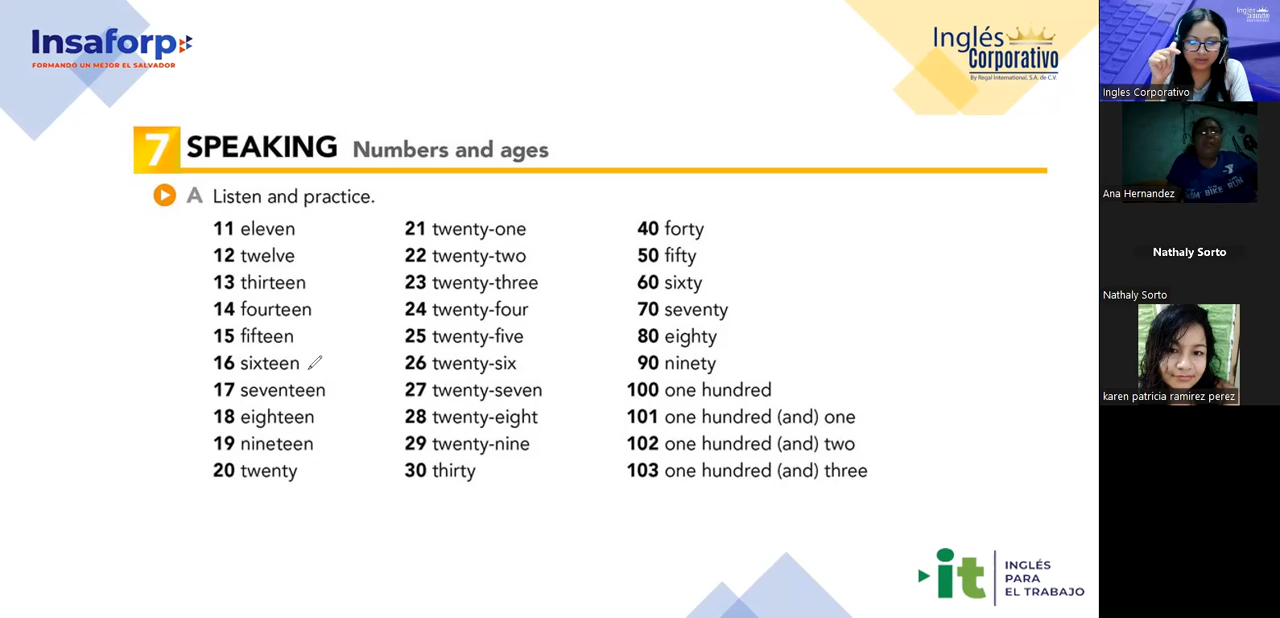 Insaforp
FORMANDO UN MEJOR EL SALVADOR
Inglés
Corporativo
By Regal International, S.A. de C.V.
7 SPEAKING Numbers and ages
A Listen and practice.
11 eleven
12 twelve
13 thirteen
14 fourteen
15 fifteen
16 sixteen
17 seventeen
18 eighteen
19 nineteen
20 twenty
21 twenty-one
22 twenty-two
23 twenty-three
24 twenty-four
25 twenty-five
26 twenty-six
27 twenty-seven
28 twenty-eight
29 twenty-nine
30 thirty
40 forty
50 fifty
60 sixty
70 seventy
80 eighty
90 ninety
100 one hundred
101 one hundred (and) one
102 one hundred (and) two
103 one hundred (and) three
it
INGLÉS
PARA
EL TRABAJO
Inglés
Ingles Corporativo
Y
BIKE RUN
Ana Hernandez
Nathaly Sorto
Nathaly Sorto
karen patricia ramirez perez